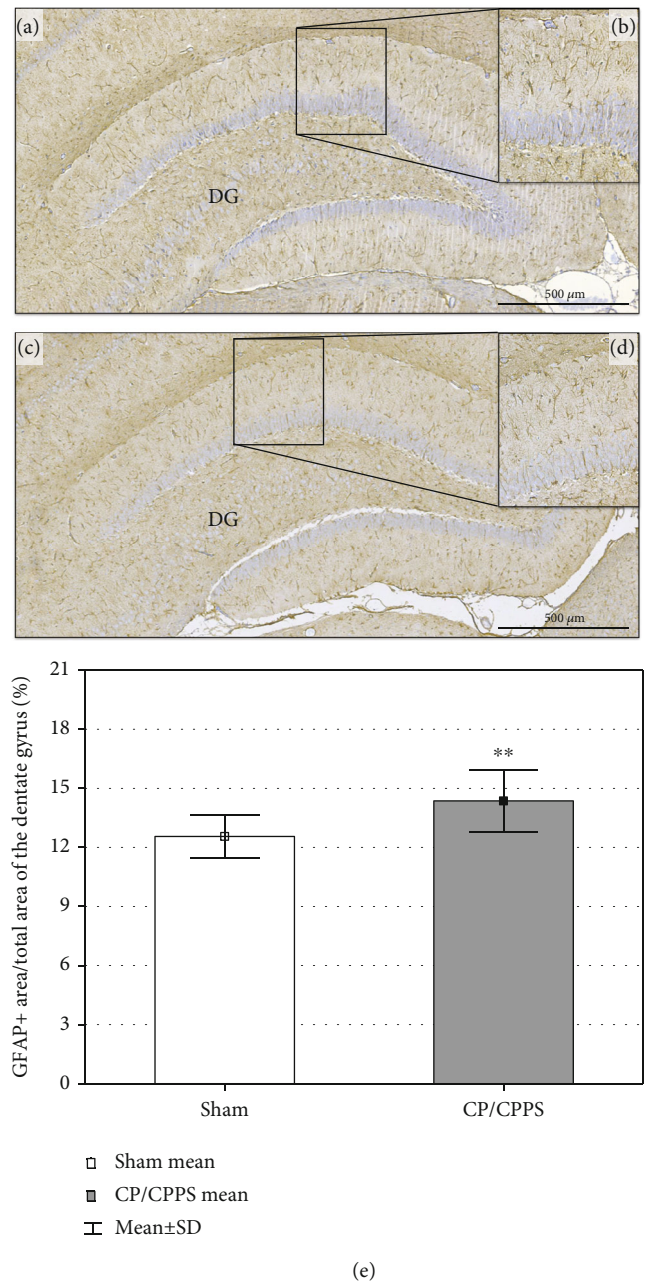 (a)
(b)
DG
500 μm
(c)
(d)
DG
500 μm
GFAP+ area/total area of the dentate gyrus (%)
21
18
15
12
9
6
3
0
**
Sham
CP/CPPS
Sham mean
CP/CPPS mean
Mean±SD
(e)